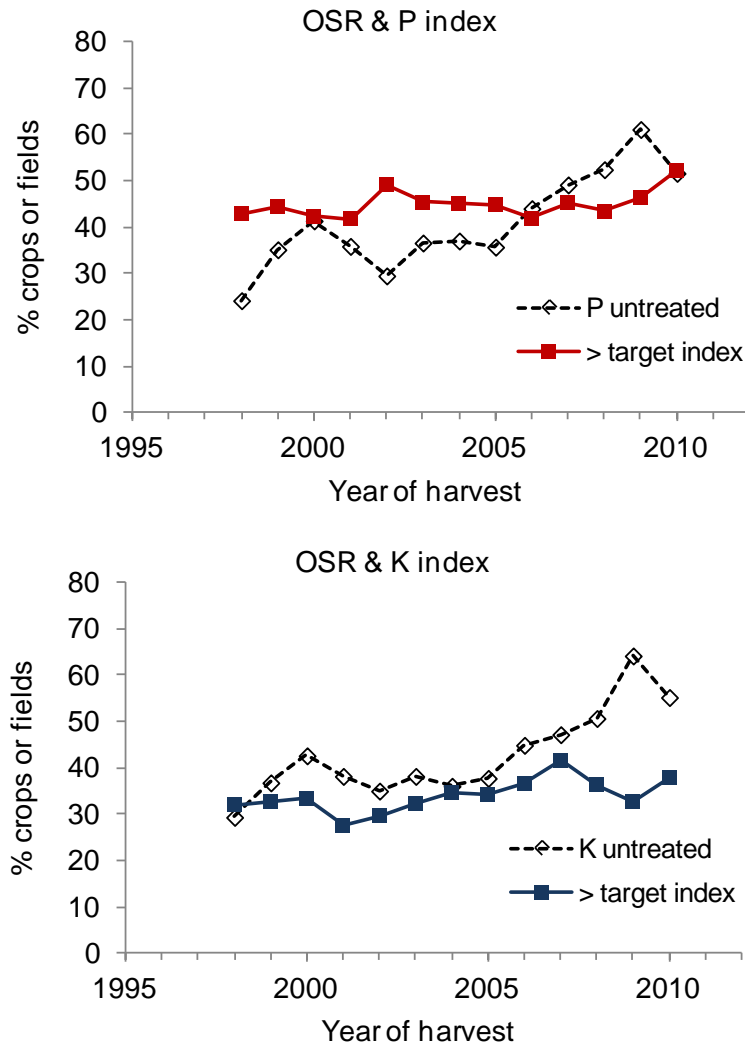 OSR & P index
80
70
60
50
40
30
20
10
0
% crops or fields
P untreated
> target index
1995 2000 2005 2010
Year of harvest
OSR & K index
80
70
60
50
40
30
20
10
0
% crops or fields
K untreated
> target index
1995 2000 2005 2010
Year of harvest